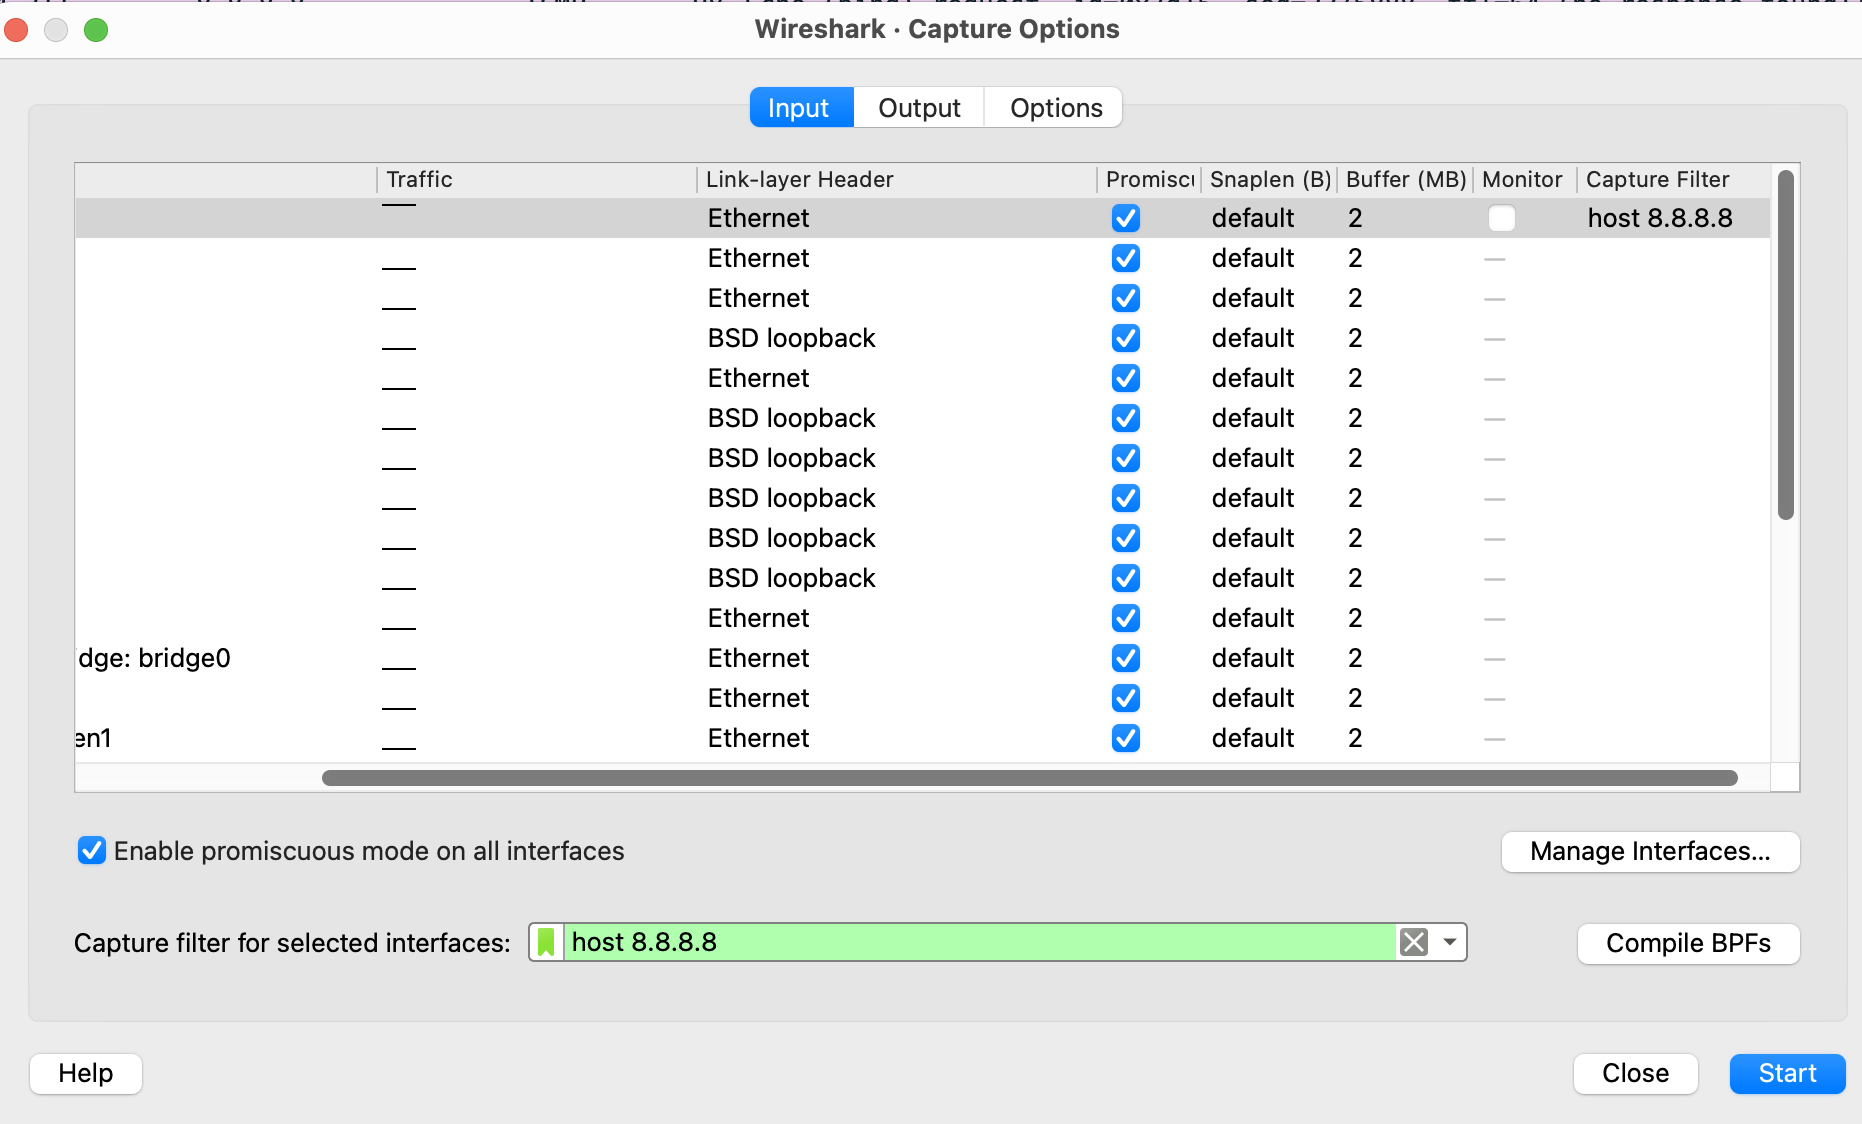 Wireshark · Capture Options
Input Output Options
Traffic Link-layer Header Promiscu Snaplen (B) Buffer (MB) Monitor Capture Filter
Ethernet default 2 host 8.8.8.8
Ethernet default 2 —
Ethernet default 2 —
BSD loopback default 2 —
Ethernet default 2 —
BSD loopback default 2 —
BSD loopback default 2 —
BSD loopback default 2 —
BSD loopback default 2 —
BSD loopback default 2 —
Ethernet default 2 —
dge: bridge0 Ethernet default 2 —
Ethernet default 2 —
en1 Ethernet default 2 —
Enable promiscuous mode on all interfaces
Manage Interfaces...
Capture filter for selected interfaces: host 8.8.8.8
Compile BPFs
Help Close Start